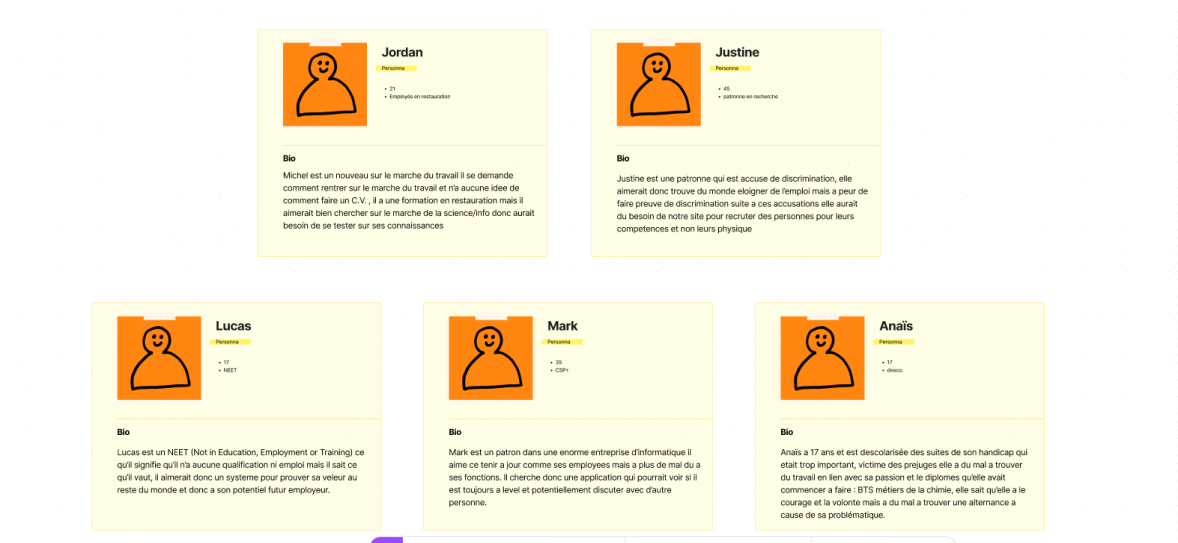 Jordan
Personna
• 21
• Employés en restauration
Bio
Michel est un nouveau sur le marche du travail il se demande
comment rentrer sur le marche du travail et n'a aucune idee de
comment faire un C.V. , il a une formation en restauration mais il
aimerait bien chercher sur le marche de la science/info donc aurait
besoin de se tester sur ses connaissances
Justine
Personna
• 45
• patronne en recherche
Bio
Justine est une patronne qui est accuse de discrimination, elle
aimerait donc trouve du monde eloigner de l'emploi mais a peur de
faire preuve de discrimination suite a ces accusations elle aurait
du besoin de notre site pour recruter des personnes pour leurs
competences et non leurs physique
Lucas
Personna
• 17
• NEET
Bio
Lucas est un NEET (Not in Education, Employment or Training) ce
qu'il signifie qu'il n'a aucune qualification ni emploi mais il sait ce
qu'il vaut, il aimerait donc un systeme pour prouver sa veleur au
reste du monde et donc a son potentiel futur employeur.
Mark
Personna
• 35
• CSP+
Bio
Mark est un patron dans une enorme entreprise d'informatique il
aime ce tenir a jour comme ses employees mais a plus de mal du a
ses fonctions. Il cherche donc une application qui pourrait voir si il
est toujours a level et potentiellement discuter avec d'autre
personne.
Anaïs
Personna
• 17
• desco.
Bio
Anaïs a 17 ans et est descolarisée des suites de son handicap qui
etait trop important, victime des prejuges elle a du mal a trouver
du travail en lien avec sa passion et le diplomes qu'elle avait
commencer a faire : BTS métiers de la chimie, elle sait qu'elle a le
courage et la volonte mais a du mal a trouver une alternance a
cause de sa problématique.